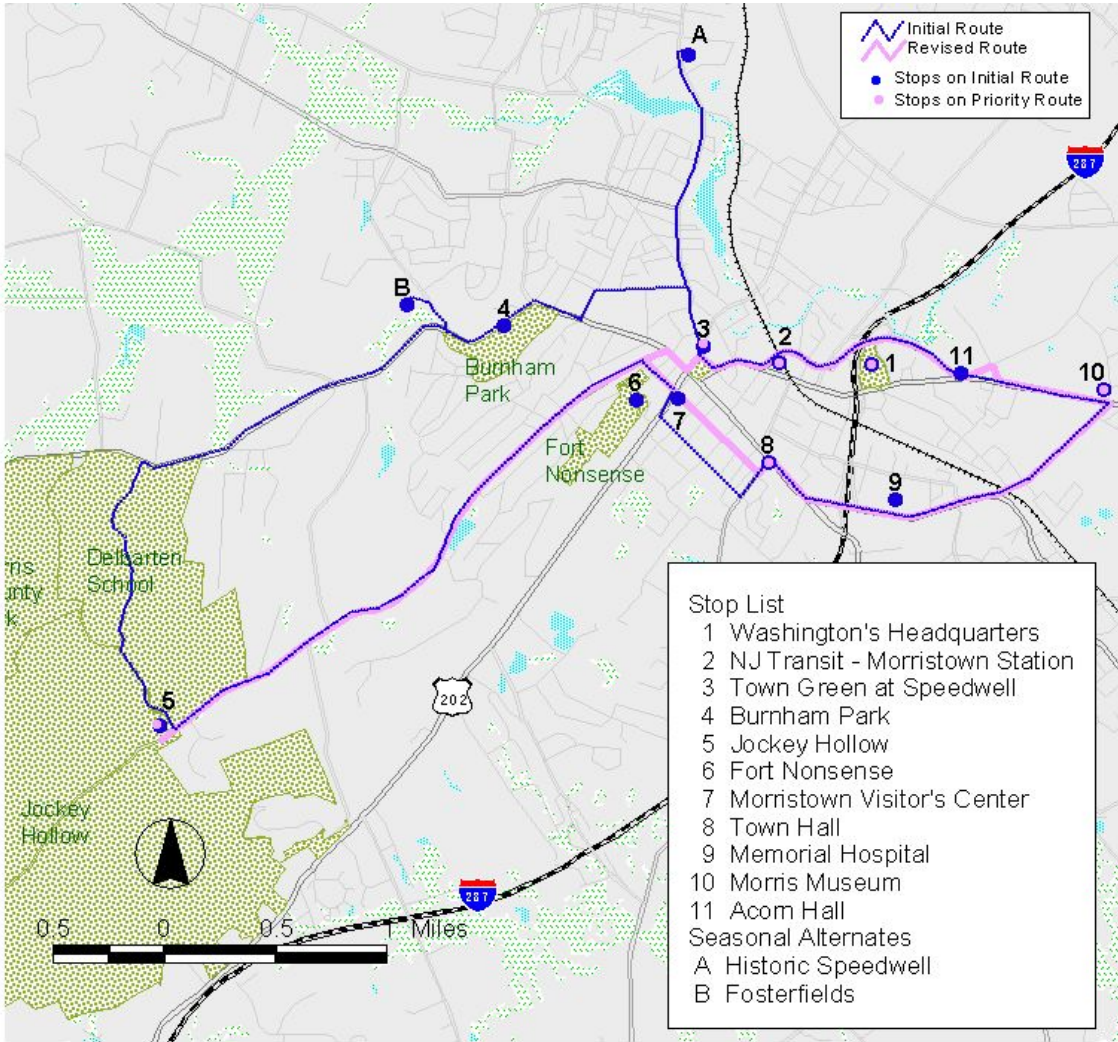 A
Initial Route
Revised Route
Stops on Initial Route
Stops on Priority Route
287
B
4
3
2
1
11
10
Burnham
Park
6
7
Fort
Nonsense
8
9
Delbarten
School
ris
unty
k
5
202
Jockey
Hollow
287
0.5 0 0.5 1 Miles
Stop List
1 Washington's Headquarters
2 NJ Transit - Morristown Station
3 Town Green at Speedwell
4 Burnham Park
5 Jockey Hollow
6 Fort Nonsense
7 Morristown Visitor's Center
8 Town Hall
9 Memorial Hospital
10 Morris Museum
11 Acorn Hall
Seasonal Alternates
A Historic Speedwell
B Fosterfields